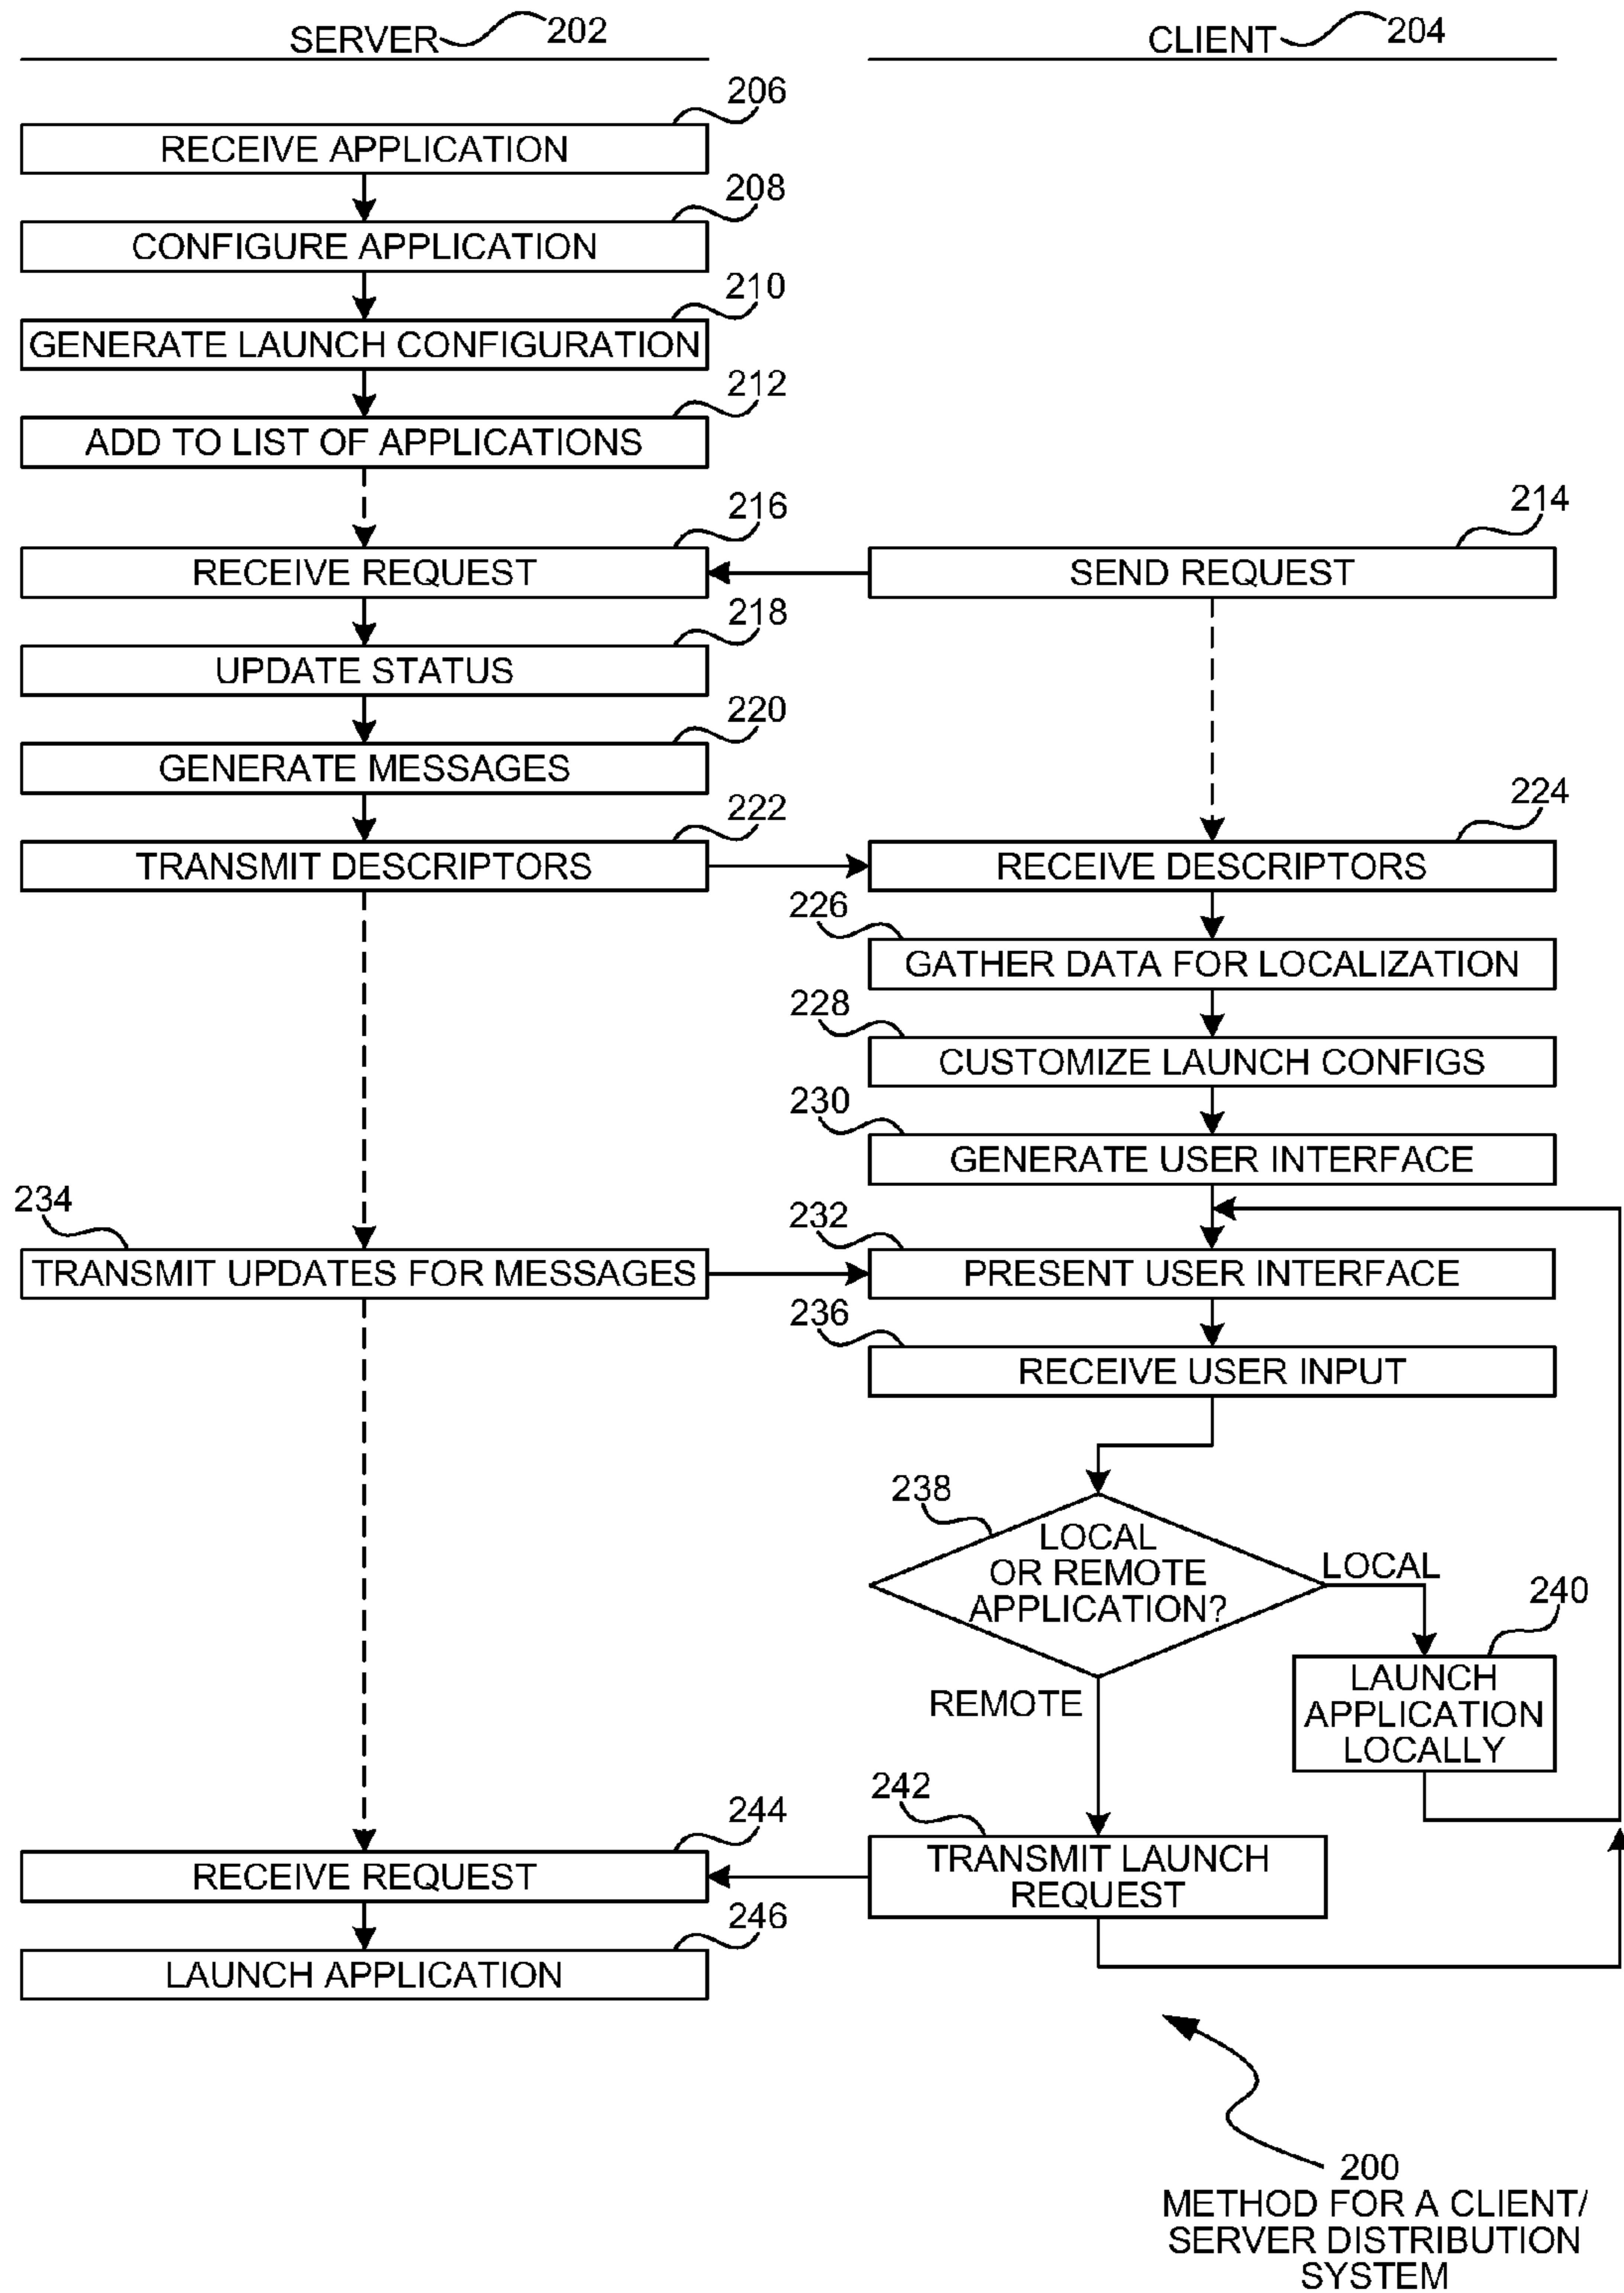 SERVER 202
CLIENT 204
206
RECEIVE APPLICATION
208
CONFIGURE APPLICATION
210
GENERATE LAUNCH CONFIGURATION
212
ADD TO LIST OF APPLICATIONS
216
RECEIVE REQUEST
214
SEND REQUEST
218
UPDATE STATUS
220
GENERATE MESSAGES
222
TRANSMIT DESCRIPTORS
224
RECEIVE DESCRIPTORS
226
GATHER DATA FOR LOCALIZATION
228
CUSTOMIZE LAUNCH CONFIGS
230
GENERATE USER INTERFACE
234
TRANSMIT UPDATES FOR MESSAGES
232
PRESENT USER INTERFACE
236
RECEIVE USER INPUT
238
LOCAL
OR REMOTE
APPLICATION?
LOCAL
240
LAUNCH
APPLICATION
LOCALLY
REMOTE
242
TRANSMIT LAUNCH
REQUEST
244
RECEIVE REQUEST
246
LAUNCH APPLICATION
200
METHOD FOR A CLIENT/
SERVER DISTRIBUTION
SYSTEM